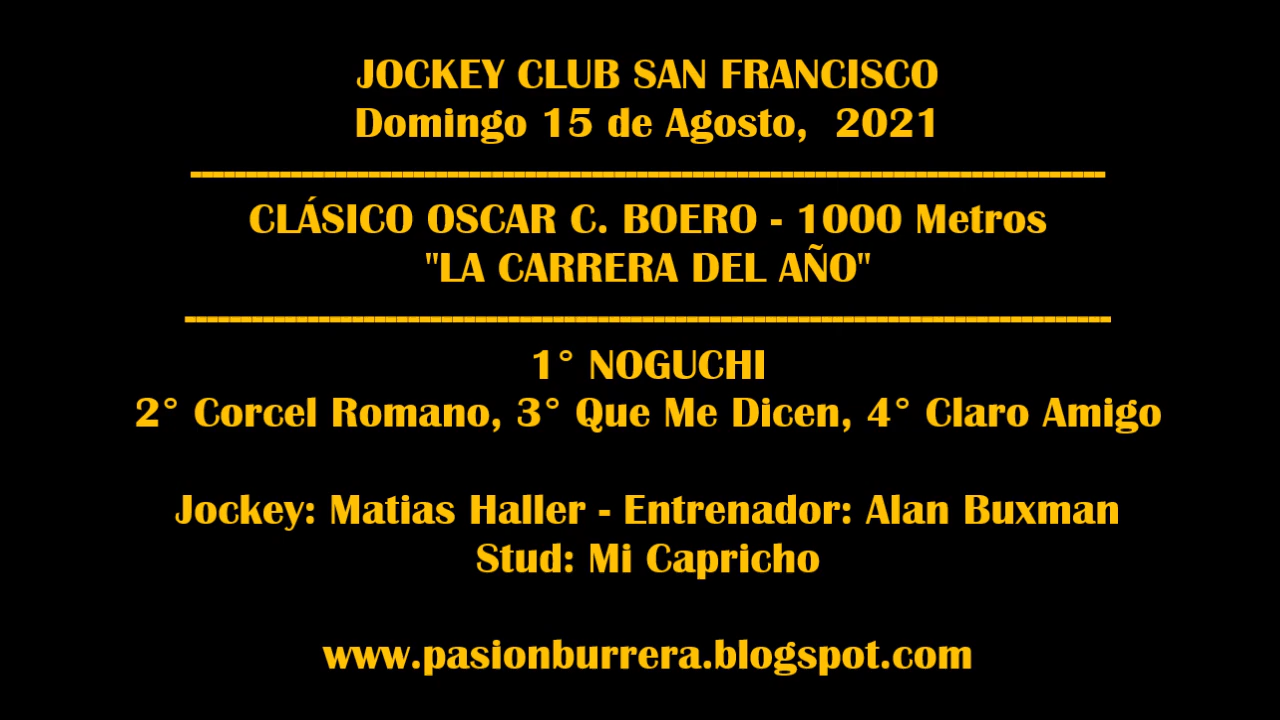 JOCKEY CLUB SAN FRANCISCO
Domingo 15 de Agosto, 2021
--------------------------------------------------------------------------------
CLÁSICO OSCAR C. BOERO - 1000 Metros
"LA CARRERA DEL AÑO"
---------------------------------------------------------------------------------
1° NOGUCHI
2° Corcel Romano, 3° Que Me Dicen, 4° Claro Amigo
Jockey: Matias Haller - Entrenador: Alan Buxman
Stud: Mi Capricho
www.pasionburrera.blogspot.com